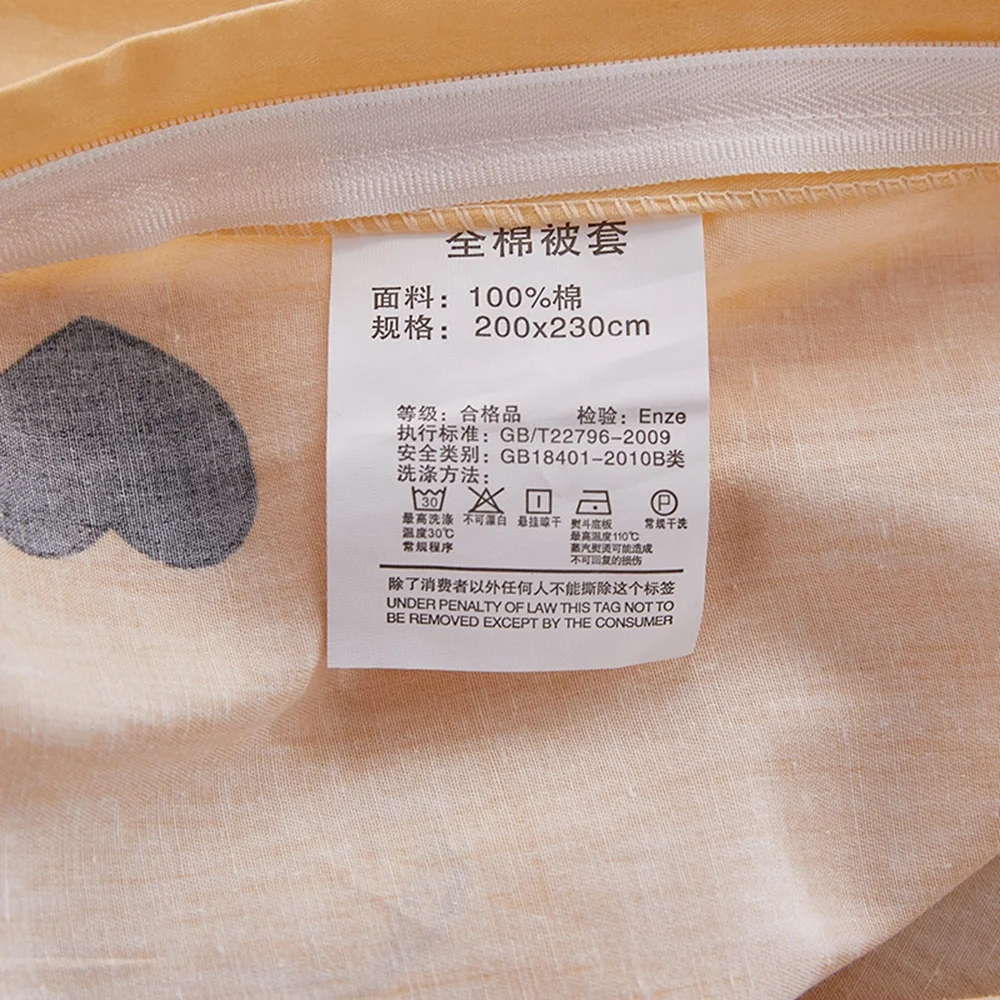 全棉被套
面料：100%棉
规格：200x230cm
等级：合格品 检验：Enze
执行标准：GB/T22796-2009
安全类别：GB18401-2010B类
洗涤方法：
30 P
最高洗涤 不可漂白 悬挂晾干 熨斗底板 常规干洗
温度30℃ 最高温度110℃
常规程序 蒸汽熨烫可能造成
不可回复的损伤
除了消费者以外任何人不能撕除这个标签
UNDER PENALTY OF LAW THIS TAG NOT TO
BE REMOVED EXCEPT BY THE CONSUMER